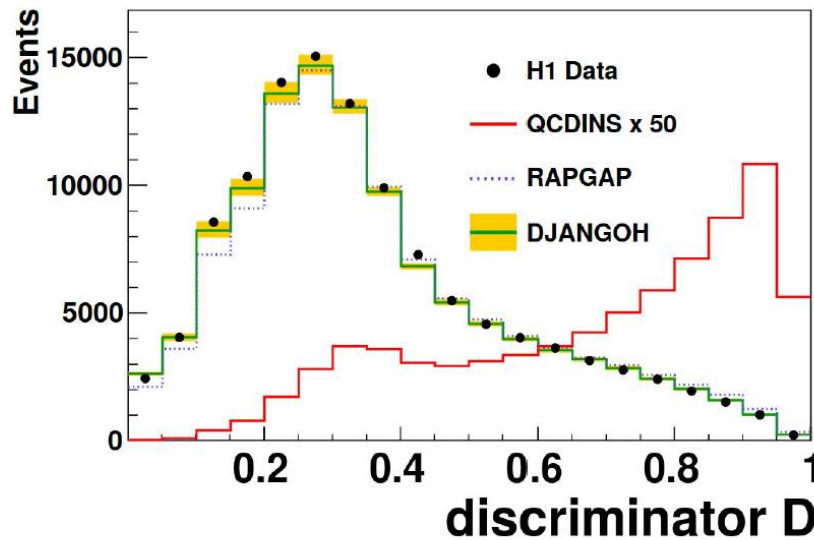 Events
15000
10000
5000
0
H1 Data
QCDINS x 50
RAPGAP
DJANGOH
0.2 0.4 0.6 0.8 1
discriminator D